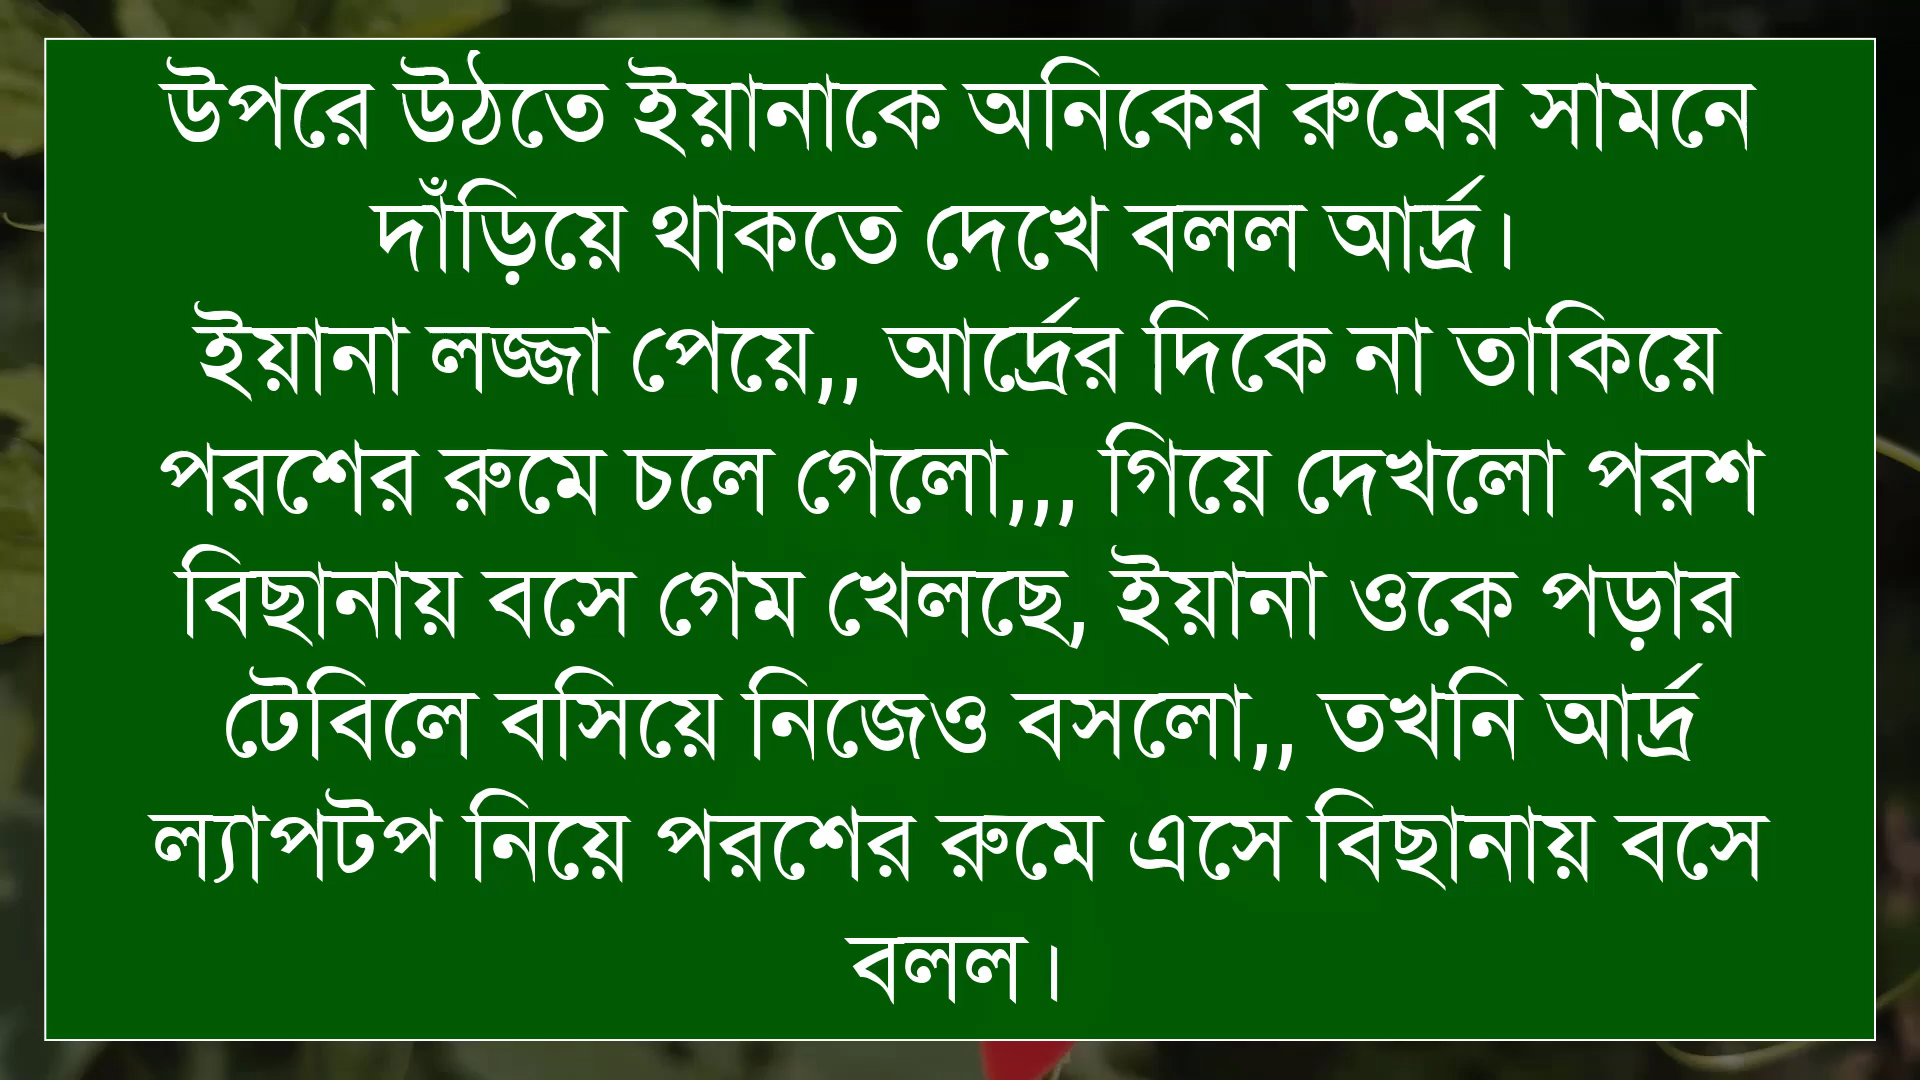 উপরে উঠতে ইয়ানাকে অনিকের রুমের সামনে
দাঁড়িয়ে থাকতে দেখে বলল আর্দ্র।
ইয়ানা লজ্জা পেয়ে,, আর্দ্রের দিকে না তাকিয়ে
পরশের রুমে চলে গেলো,,, গিয়ে দেখলো পরশ
বিছানায় বসে গেম খেলছে, ইয়ানা ওকে পড়ার
টেবিলে বসিয়ে নিজেও বসলো,, তখনি আর্দ্র
ল্যাপটপ নিয়ে পরশের রুমে এসে বিছানায় বসে
বলল।